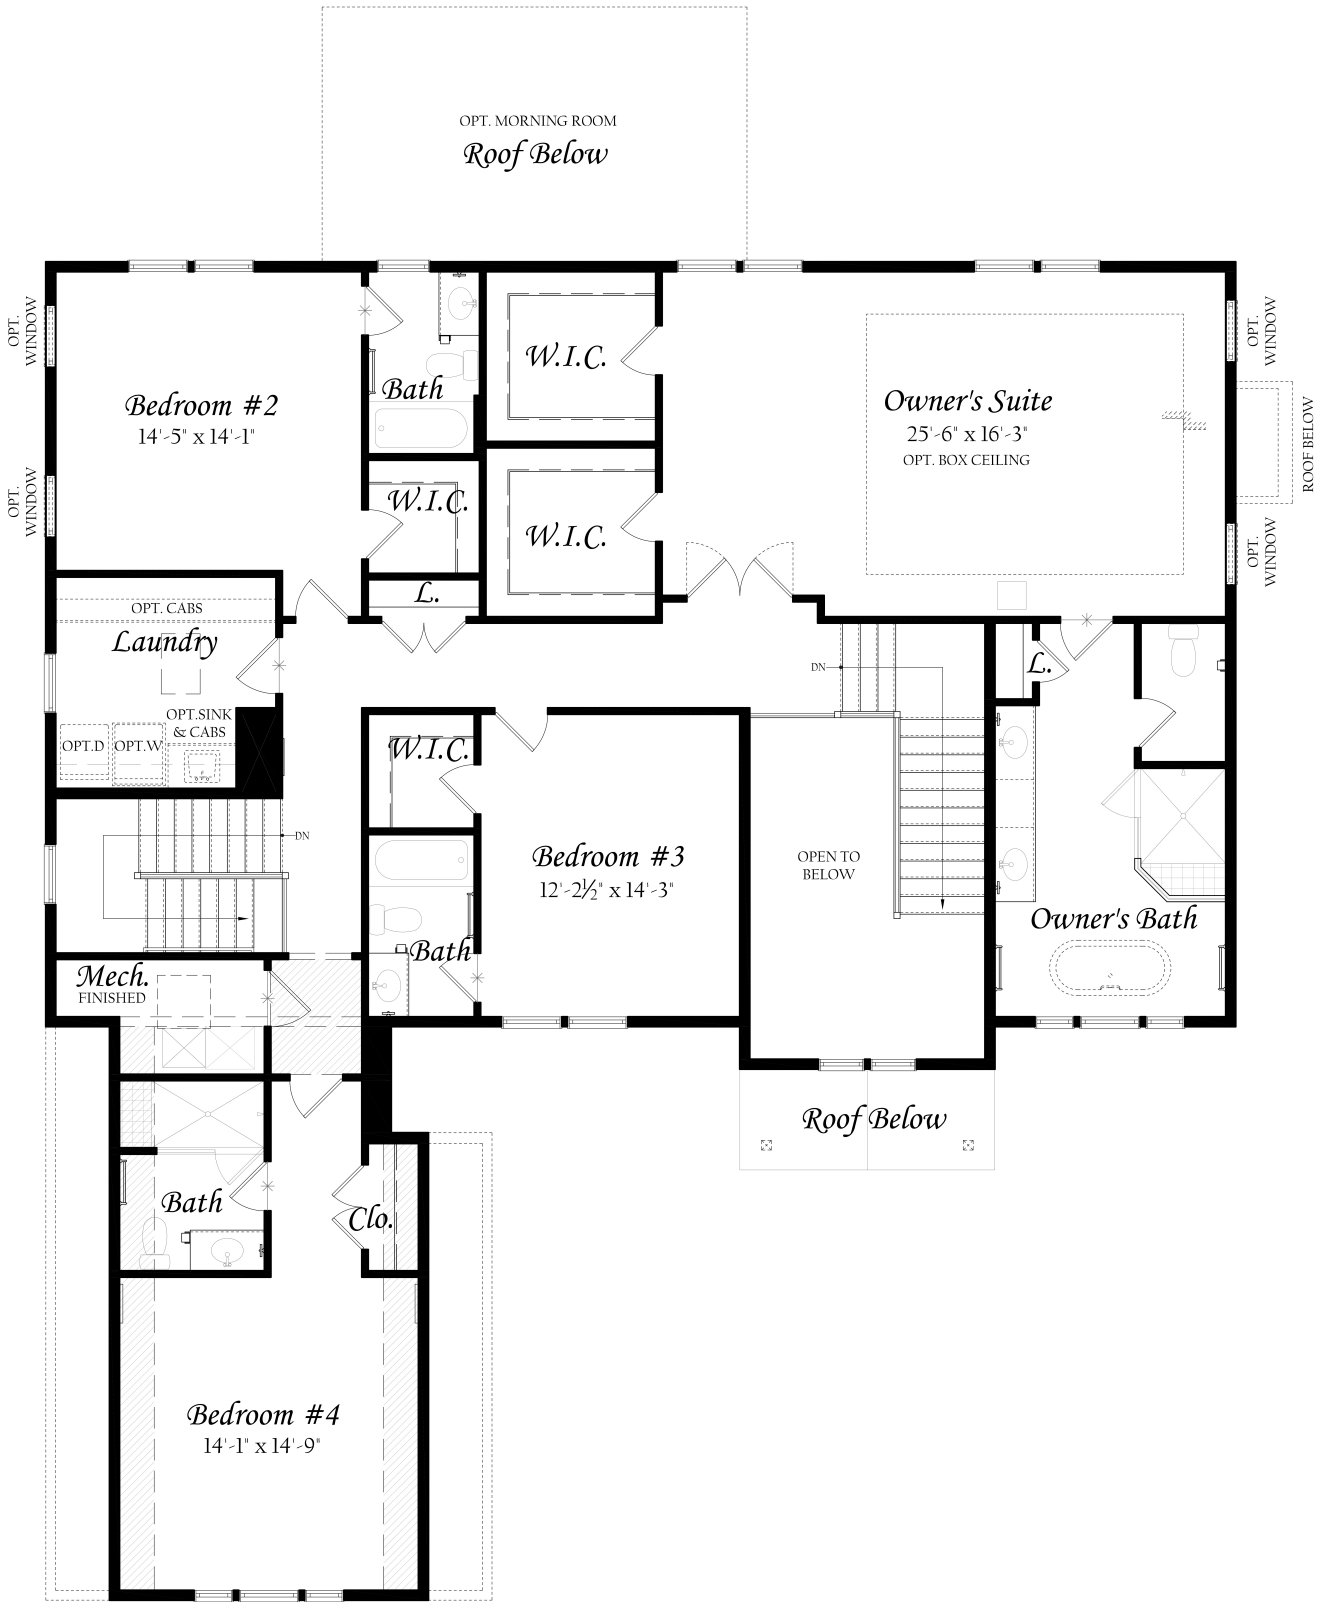 OPT. MORNING ROOM
Roof Below
OPT.
WINDOW
OPT.
WINDOW
Bedroom #2
14'-5" x 14'-1"
Bath
W.I.C.
W.I.C.
W.I.C.
L.
Owner's Suite
25'-6" x 16'-3"
OPT. BOX CEILING
OPT.
WINDOW
ROOF BELOW
OPT.
WINDOW
OPT. CABS
Laundry
OPT.SINK
& CABS
OPT.D
OPT.W
DN
L.
W.I.C.
DN
Bedroom #3
12'-2½" x 14'-3"
OPEN TO
BELOW
Owner's Bath
Bath
Mech.
FINISHED
Roof Below
Bath
Clo.
Bedroom #4
14'-1" x 14'-9"